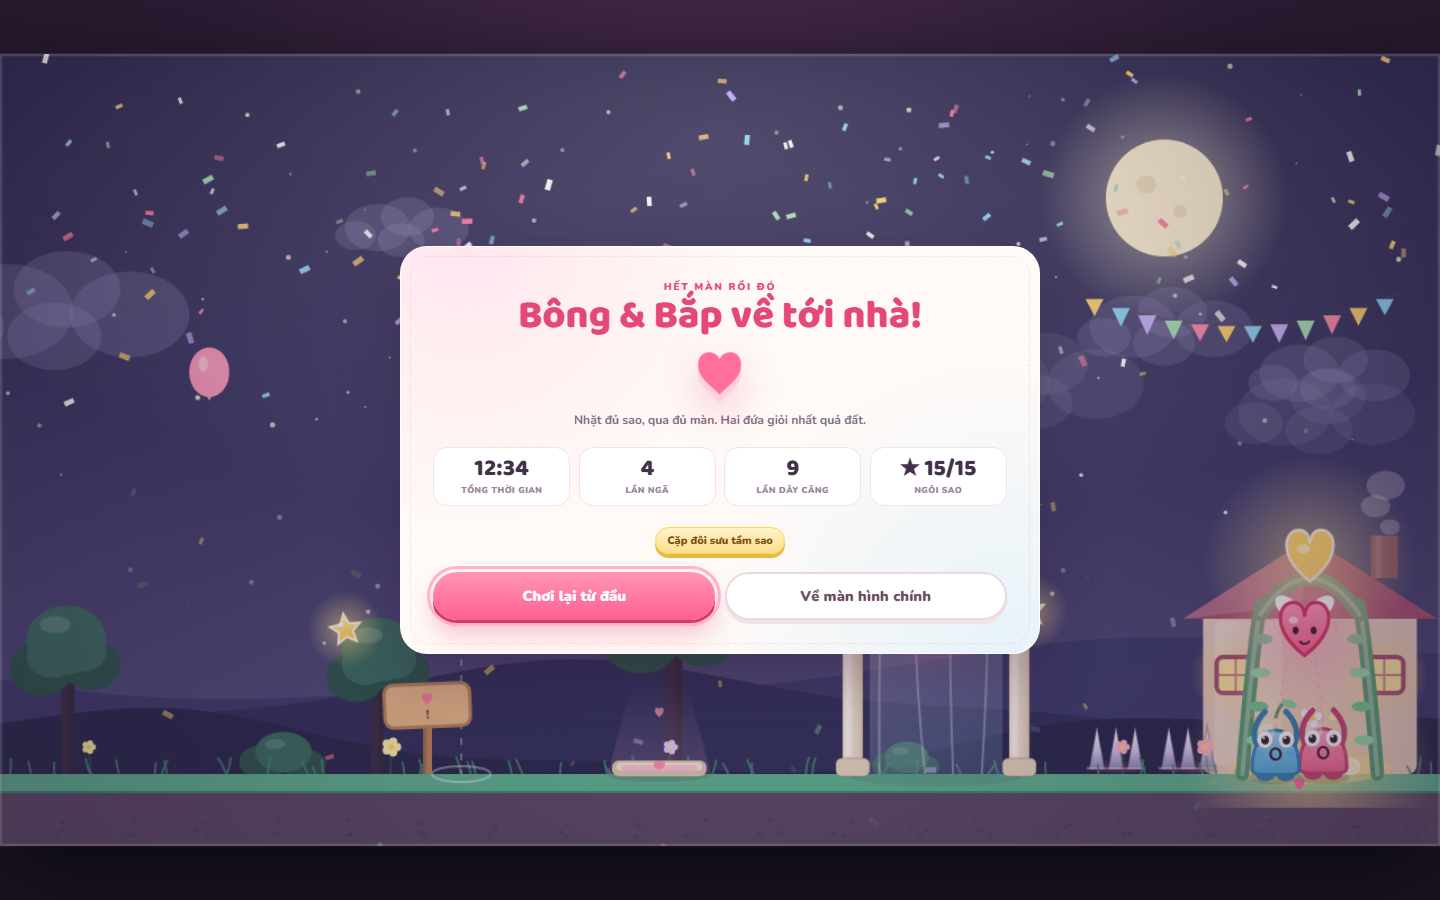 HẾT MÀN RỒI ĐÓ
Bông & Bắp về tới nhà!
Nhặt đủ sao, qua đủ màn. Hai đứa giỏi nhất quả đất.
12:34
TỔNG THỜI GIAN
4
LẦN NGÃ
9
LẦN DÂY CĂNG
★ 15/15
NGÔI SAO
Cặp đôi sưu tầm sao
Chơi lại từ đầu
Về màn hình chính
!